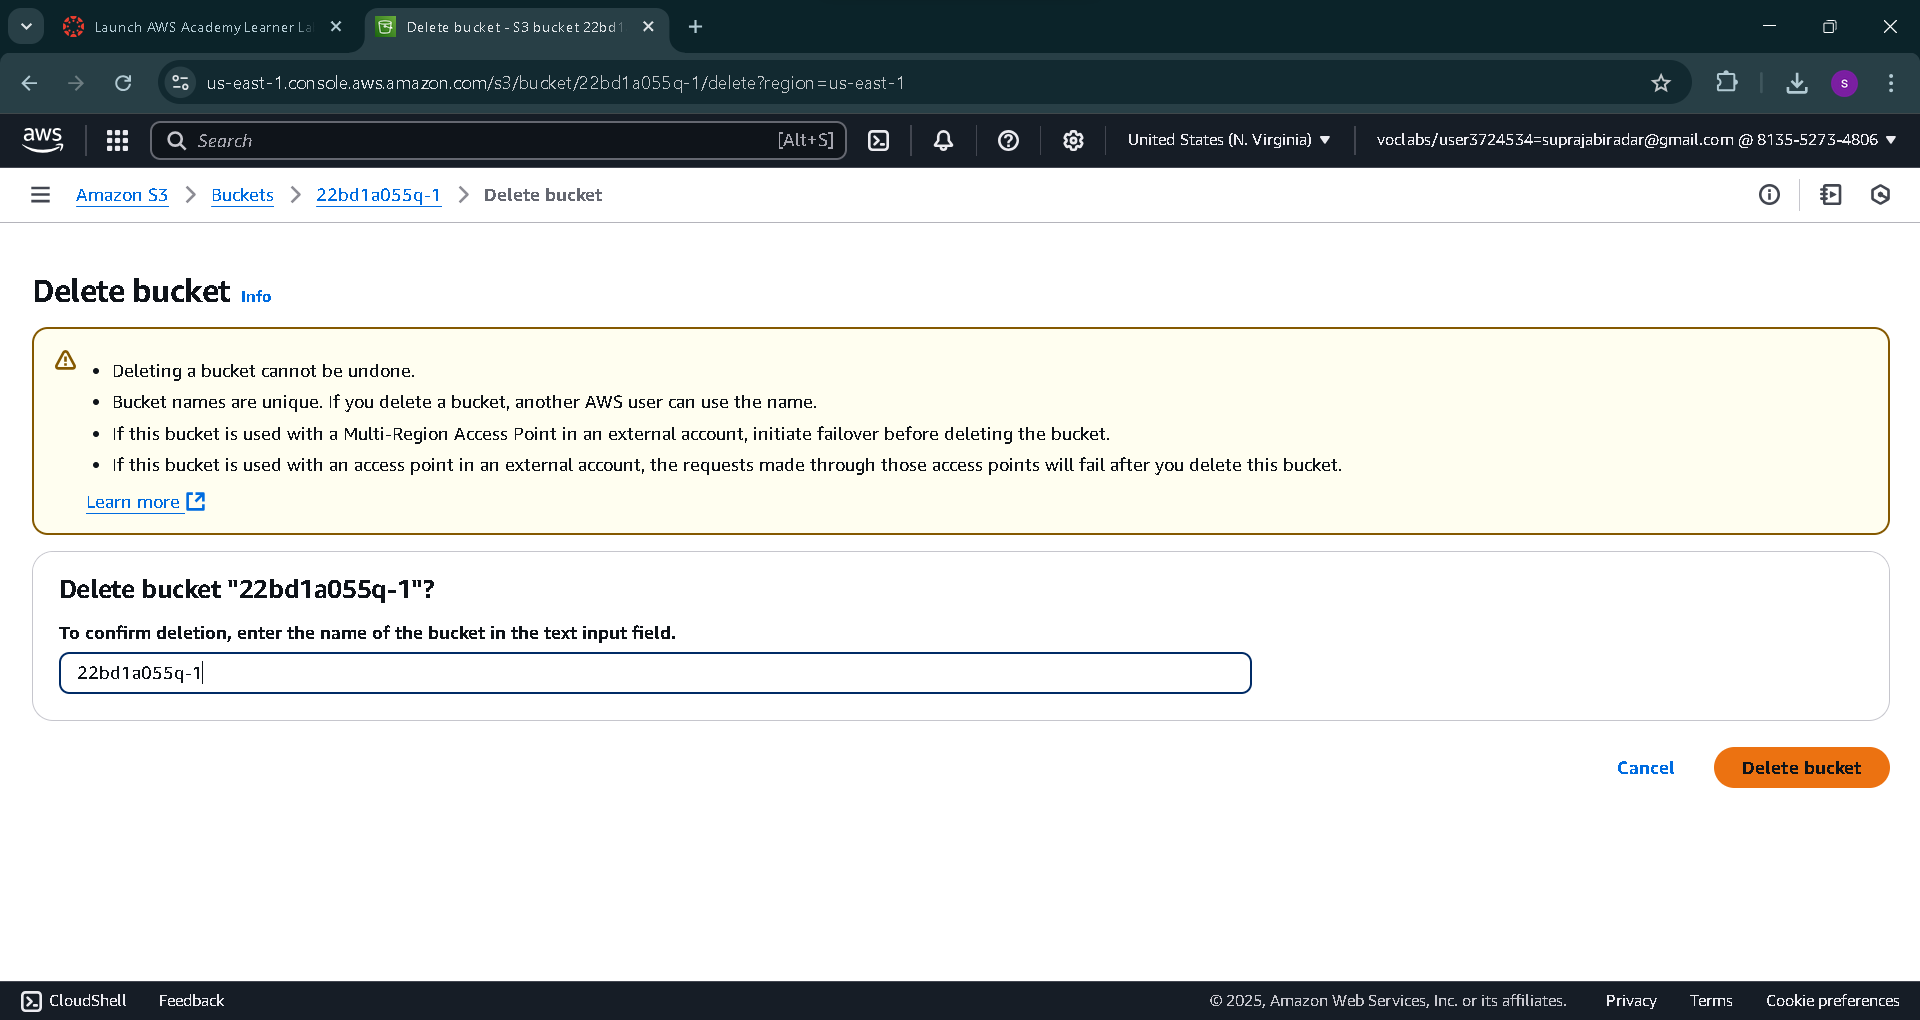 Launch AWS Academy Learner La
Delete bucket - S3 bucket 22bd1
us-east-1.console.aws.amazon.com/s3/bucket/22bd1a055q-1/delete?region=us-east-1
S
aws
Search
[Alt+S]
United States (N. Virginia)
voclabs/user3724534=suprajabiradar@gmail.com @ 8135-5273-4806
Amazon S3
Buckets
22bd1a055q-1
Delete bucket
Delete bucket Info
Deleting a bucket cannot be undone.
Bucket names are unique. If you delete a bucket, another AWS user can use the name.
If this bucket is used with a Multi-Region Access Point in an external account, initiate failover before deleting the bucket.
If this bucket is used with an access point in an external account, the requests made through those access points will fail after you delete this bucket.
Learn more
Delete bucket "22bd1a055q-1"?
To confirm deletion, enter the name of the bucket in the text input field.
22bd1a055q-1
Cancel
Delete bucket
CloudShell
Feedback
© 2025, Amazon Web Services, Inc. or its affiliates.
Privacy
Terms
Cookie preferences